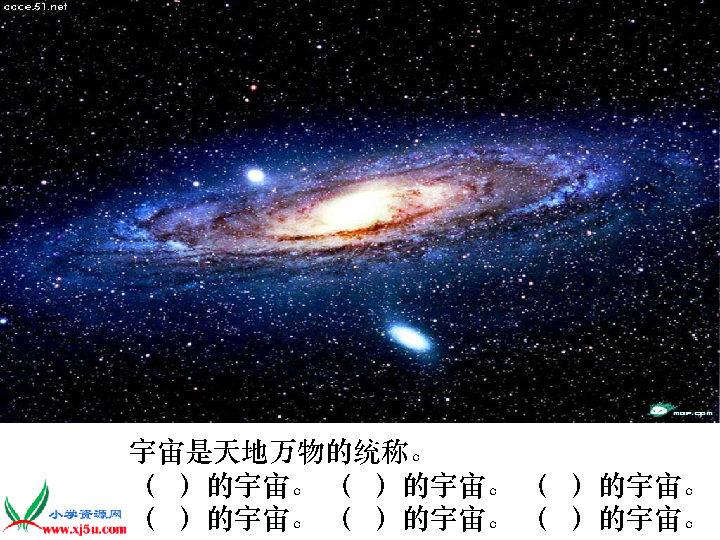 acce.51.net
mop.com
宇宙是天地万物的统称。
（ ）的宇宙。 （ ）的宇宙。 （ ）的宇宙。
（ ）的宇宙。 （ ）的宇宙。 （ ）的宇宙。
小学资源网
www.xj5u.com